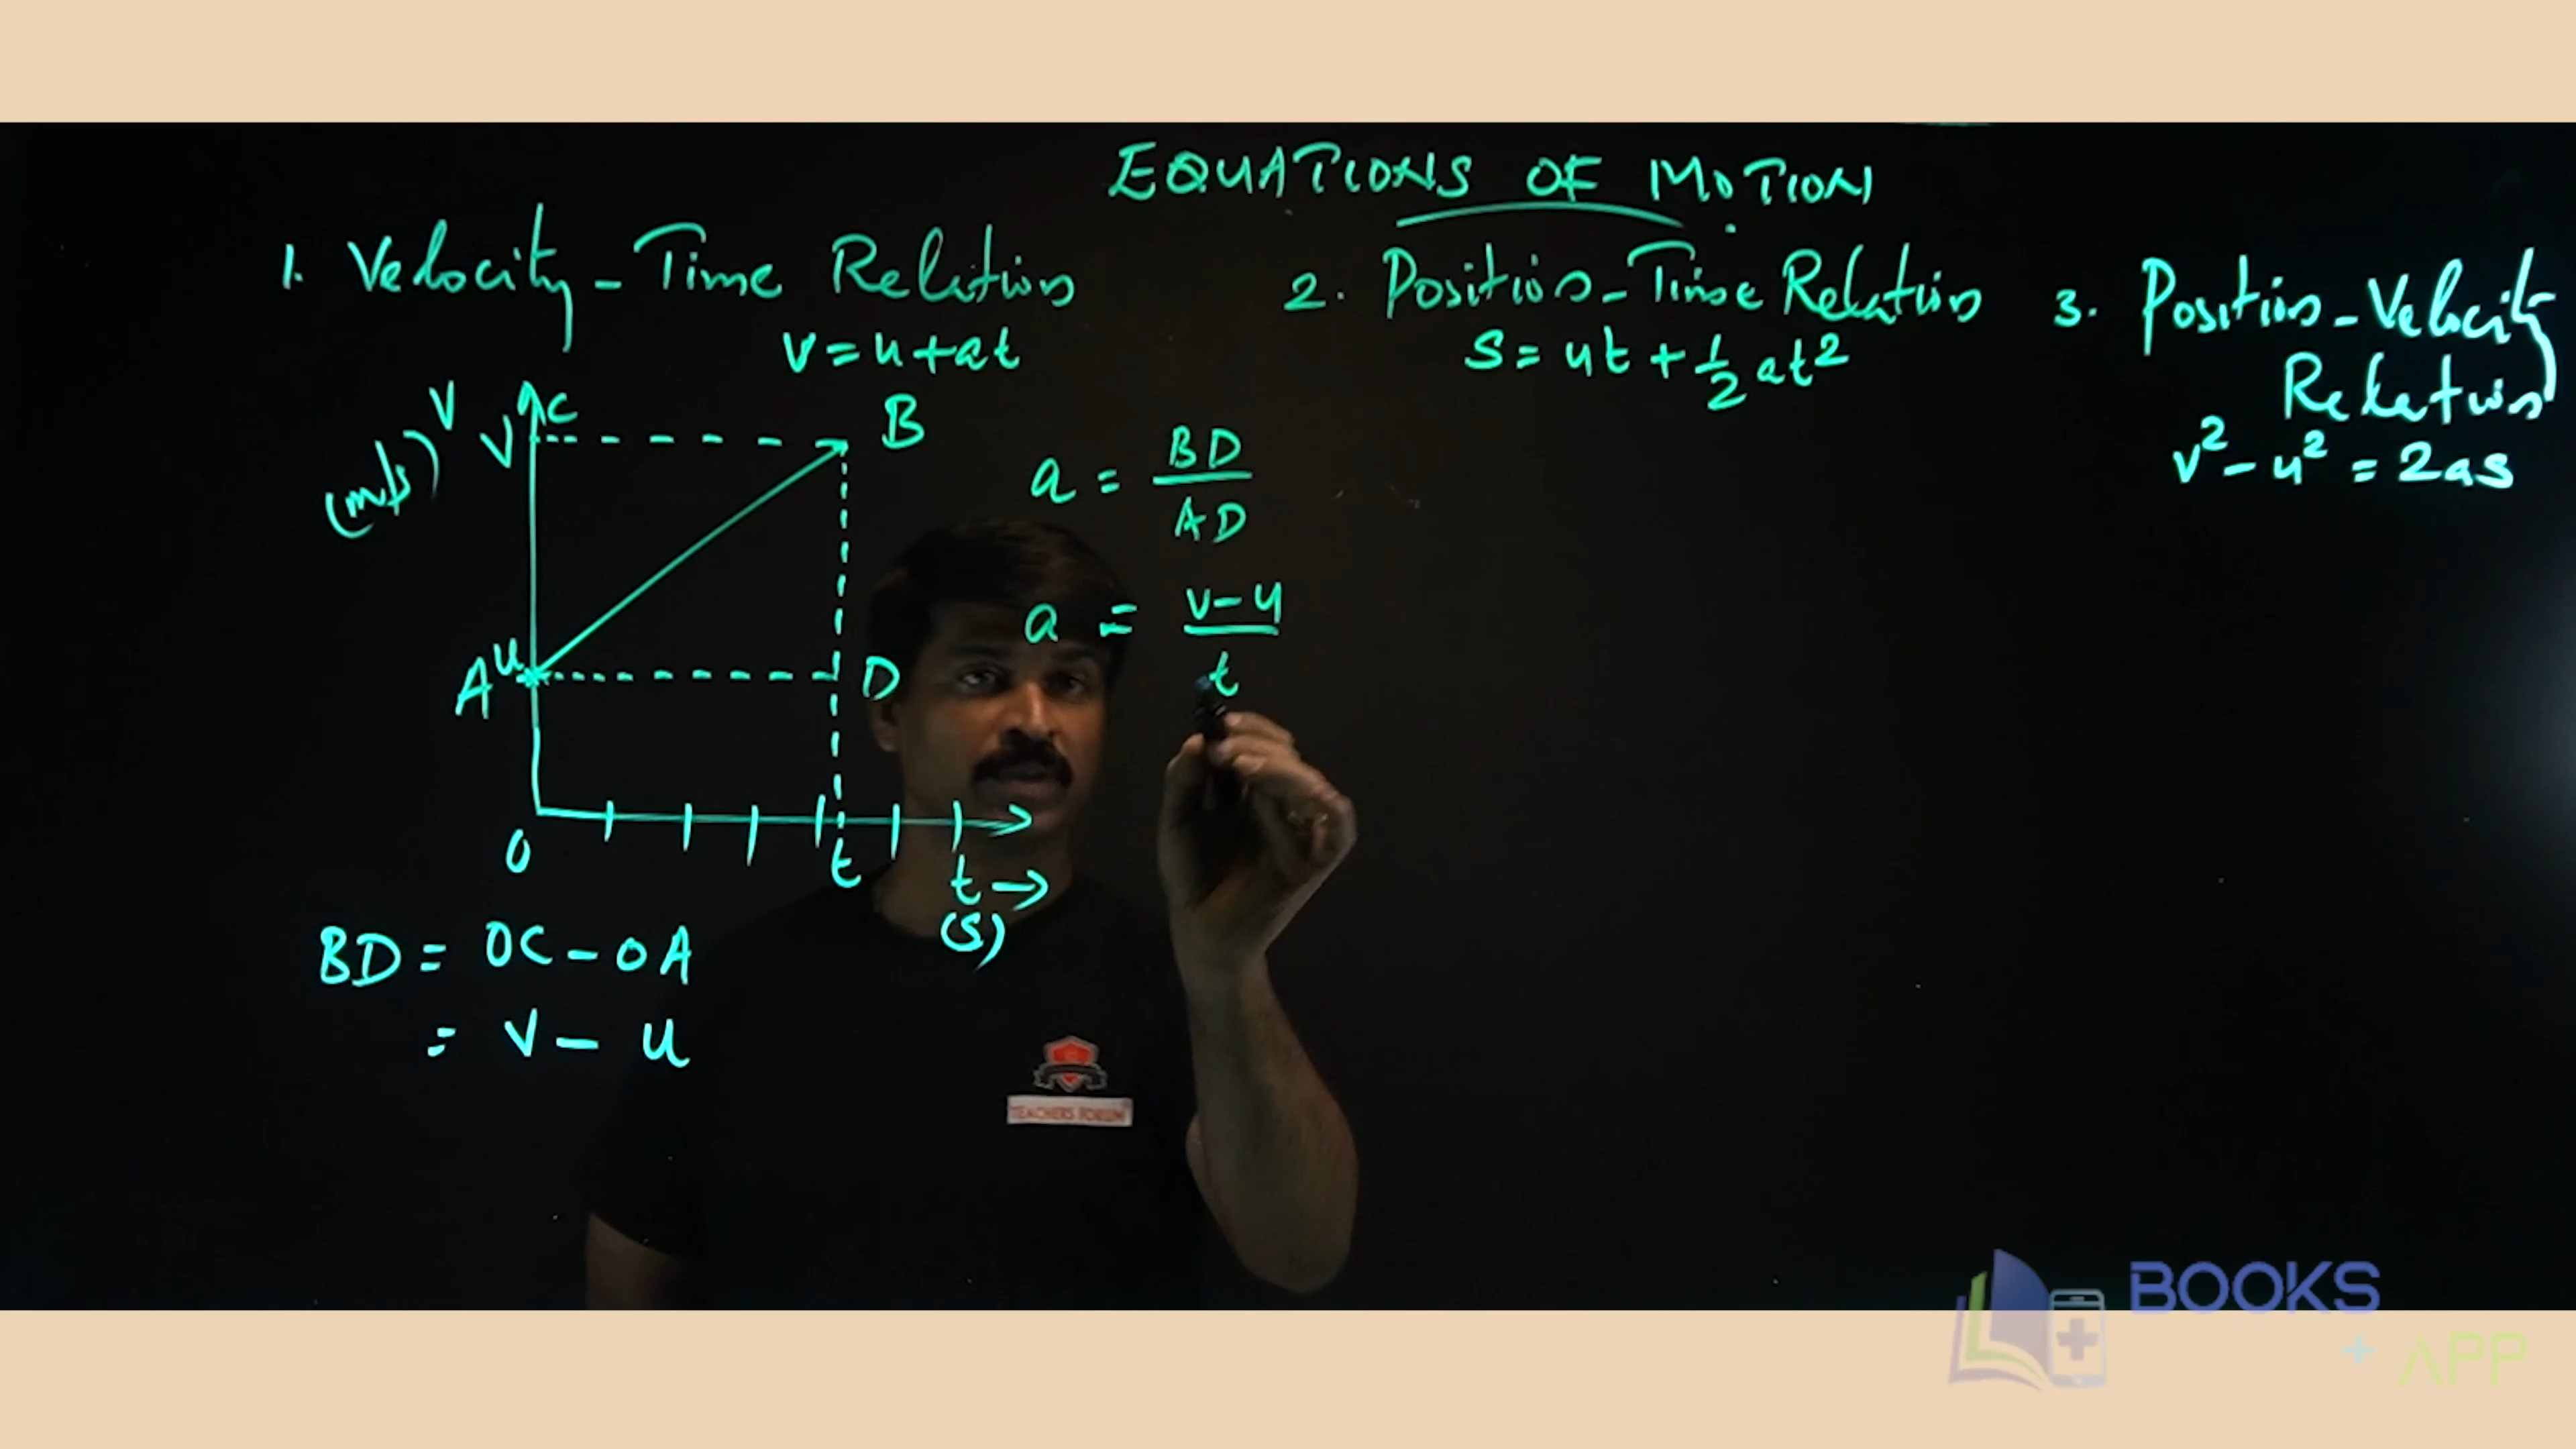 EQUATIONS OF MOTION
1. Velocity - Time Relation
v = u + at
2. Position - Time Relation
s = ut + 1/2 at²
3. Position - Velocity
Relation
v² - u² = 2as
V
(m/s)
V
C
B
A
u
D
O
t
t →
(s)
a = BD/AD
a = v - u / t
BD = OC - OA
= V - u
TEACHERS FORUM
BOOKS
+ APP